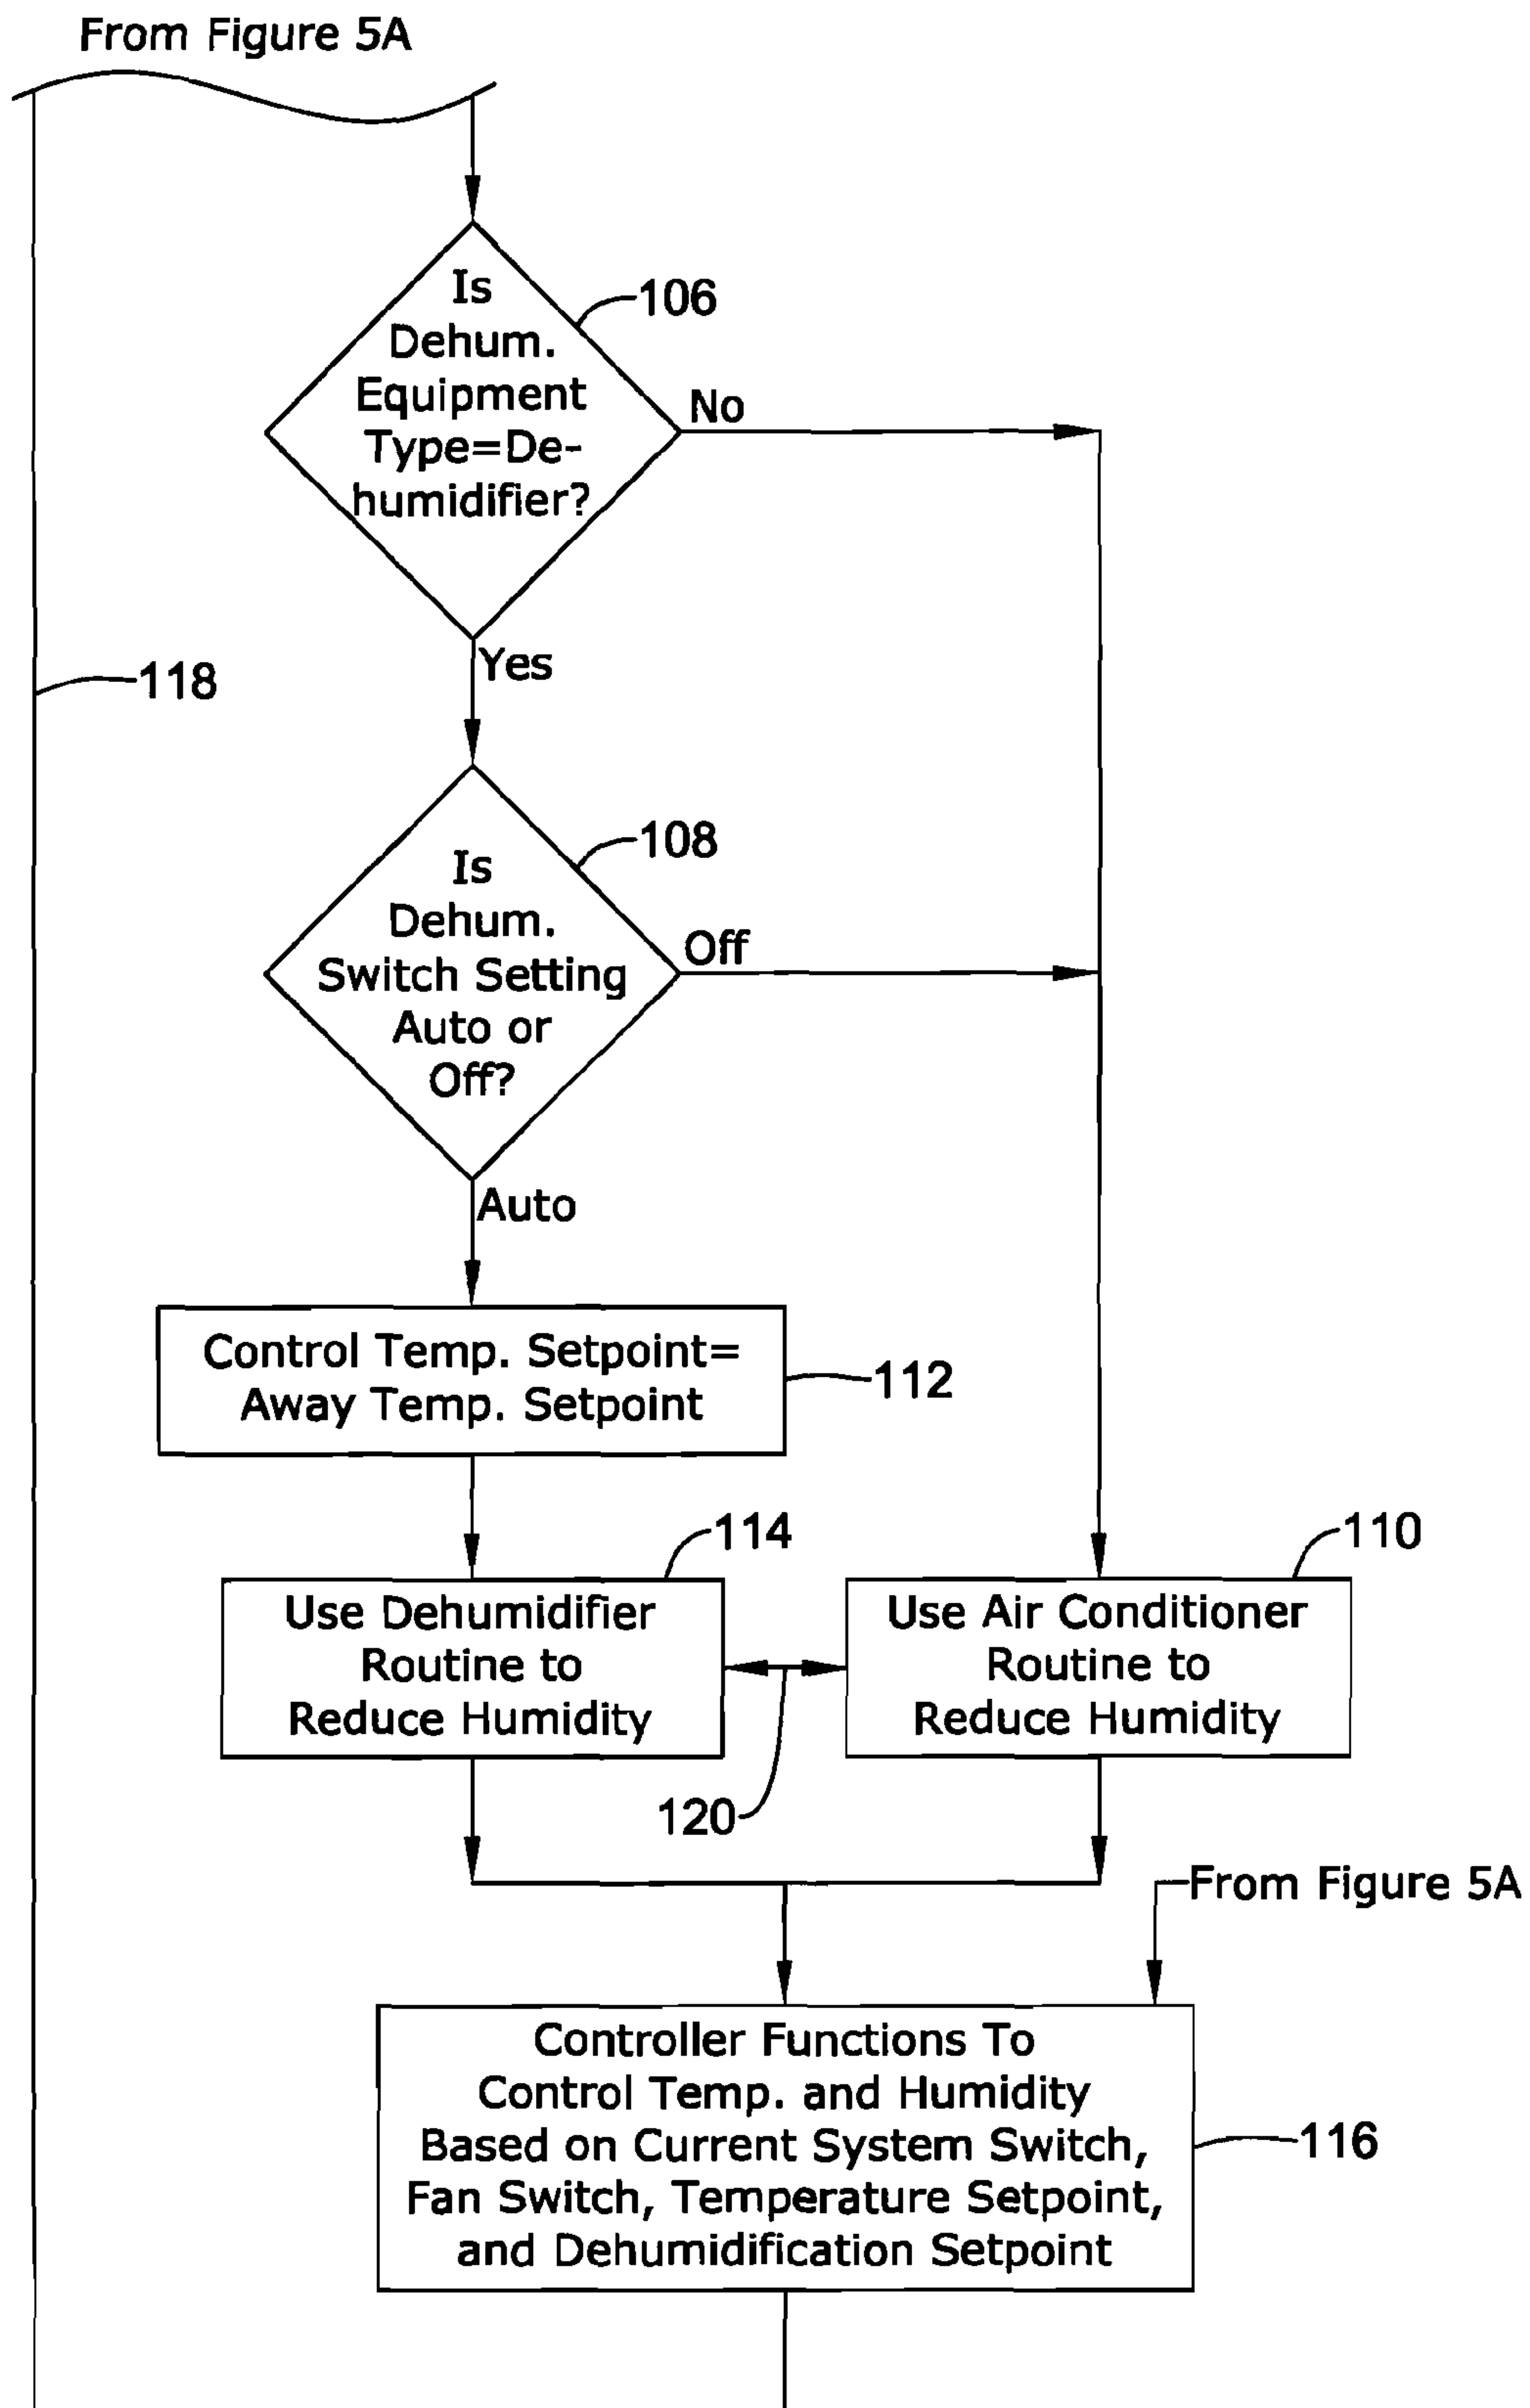 From Figure 5A
Is
Dehum.
Equipment
Type=De-
humidifier?
106
No
Yes
118
Is
Dehum.
Switch Setting
Auto or
Off?
108
Off
Auto
Control Temp. Setpoint=
Away Temp. Setpoint
112
114
110
Use Dehumidifier
Routine to
Reduce Humidity
Use Air Conditioner
Routine to
Reduce Humidity
120
From Figure 5A
Controller Functions To
Control Temp. and Humidity
Based on Current System Switch,
Fan Switch, Temperature Setpoint,
and Dehumidification Setpoint
116